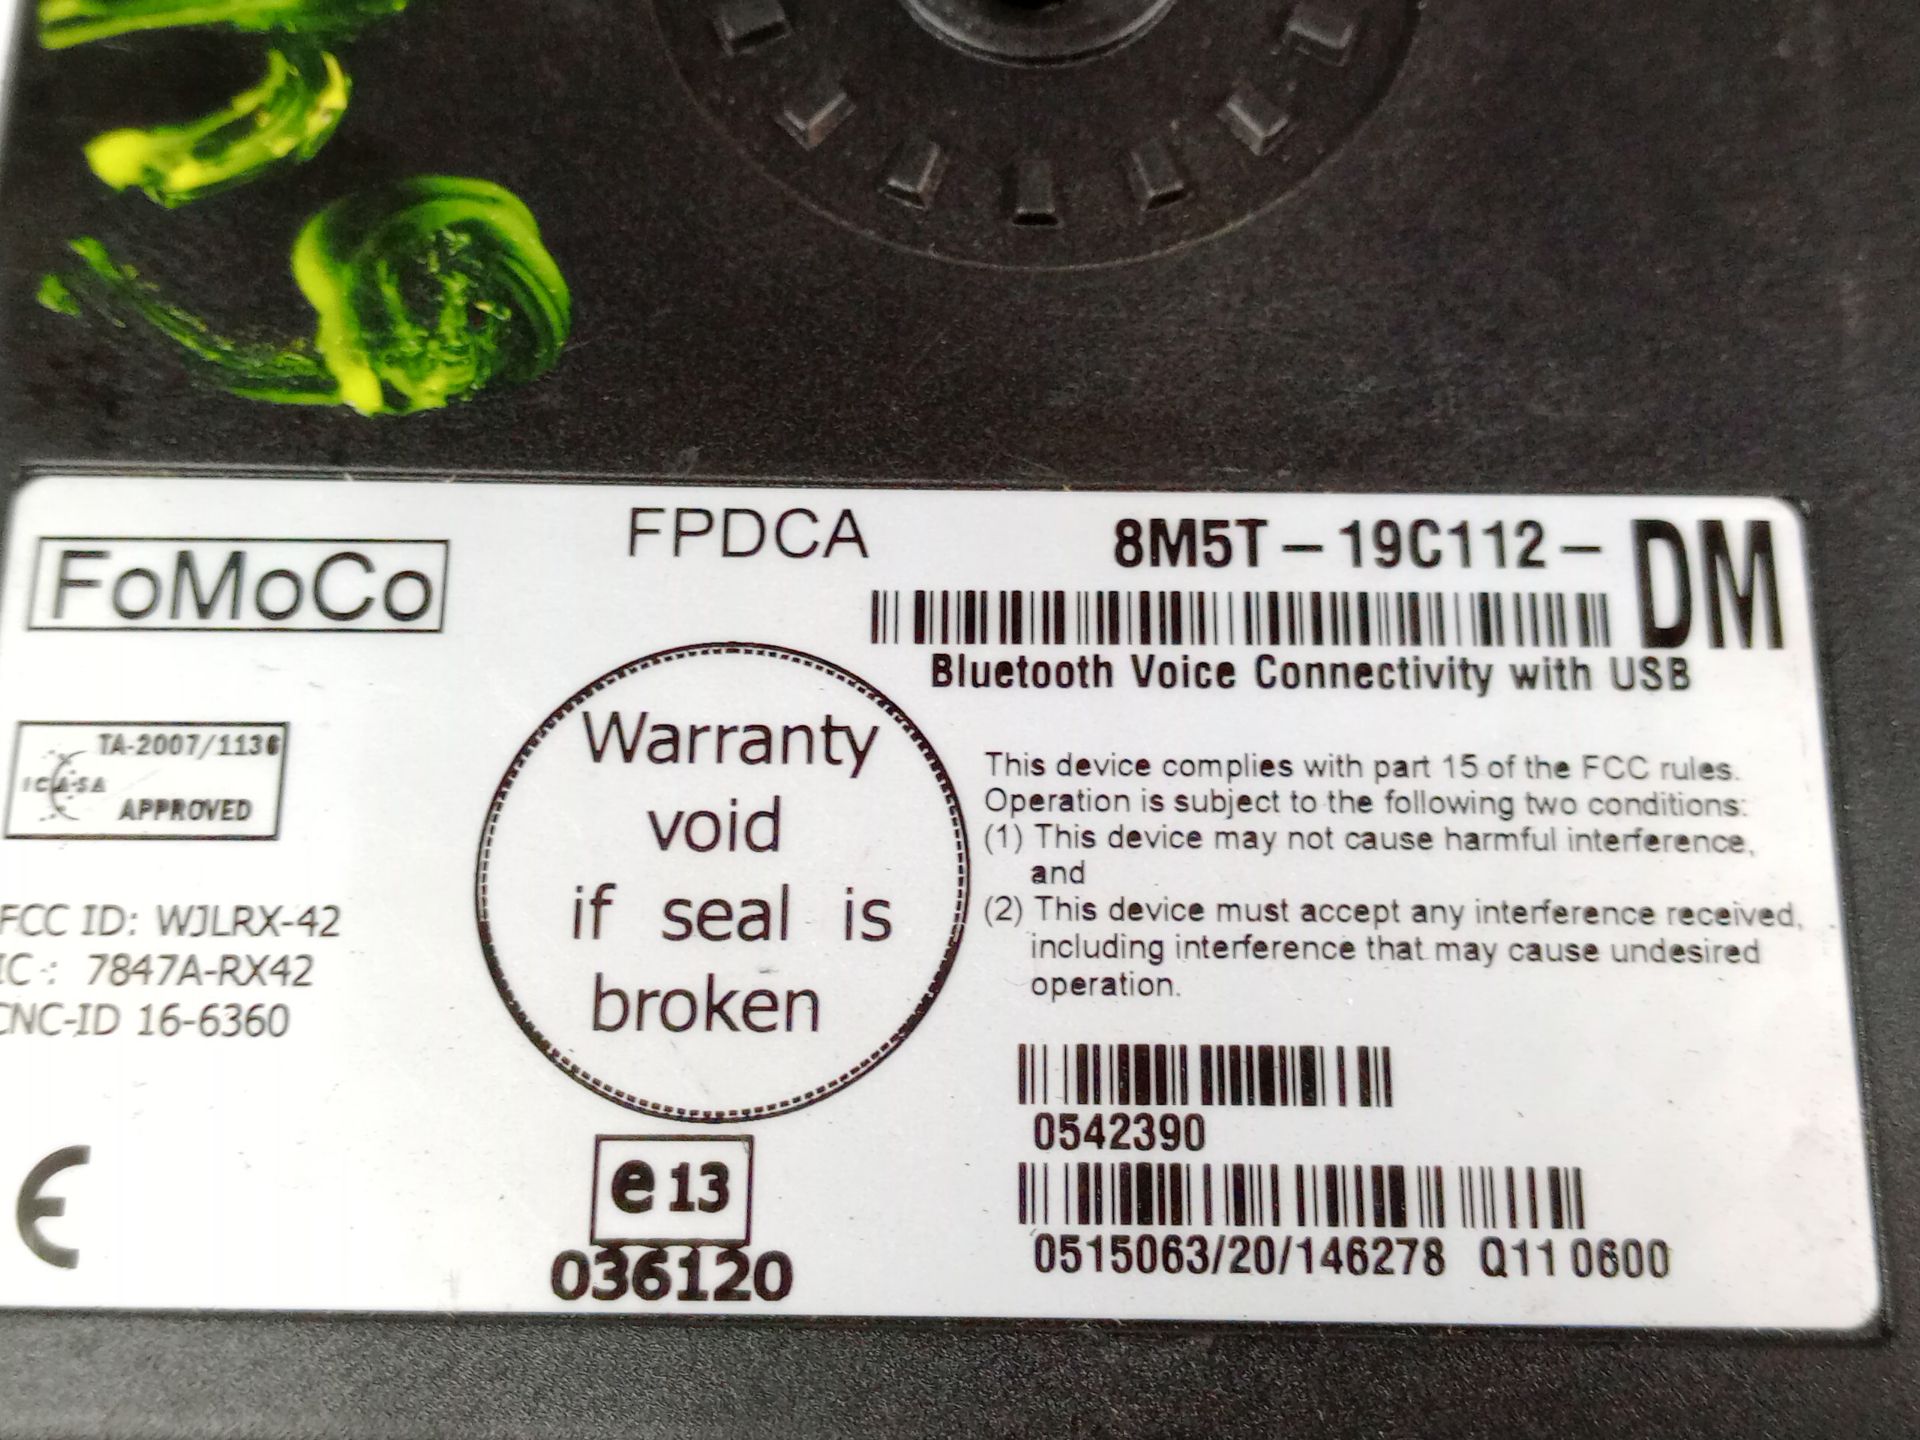 FoMoCo
FPDCA
8M5T-19C112-DM
Bluetooth Voice Connectivity with USB
TA-2007/1136
ICASA
APPROVED
Warranty
void
if seal is
broken
This device complies with part 15 of the FCC rules.
Operation is subject to the following two conditions:
(1) This device may not cause harmful interference,
and
(2) This device must accept any interference received,
including interference that may cause undesired
operation.
FCC ID: WJLRX-42
IC : 7847A-RX42
CNC-ID 16-6360
0542390
CE
e13
036120
0515063/20/146278 Q11 0600